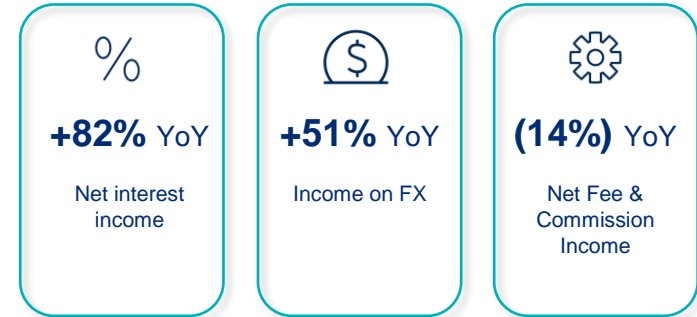 %
+82% YoY
Net interest
income
$
+51% YoY
Income on FX
(14%) YoY
Net Fee &
Commission
Income